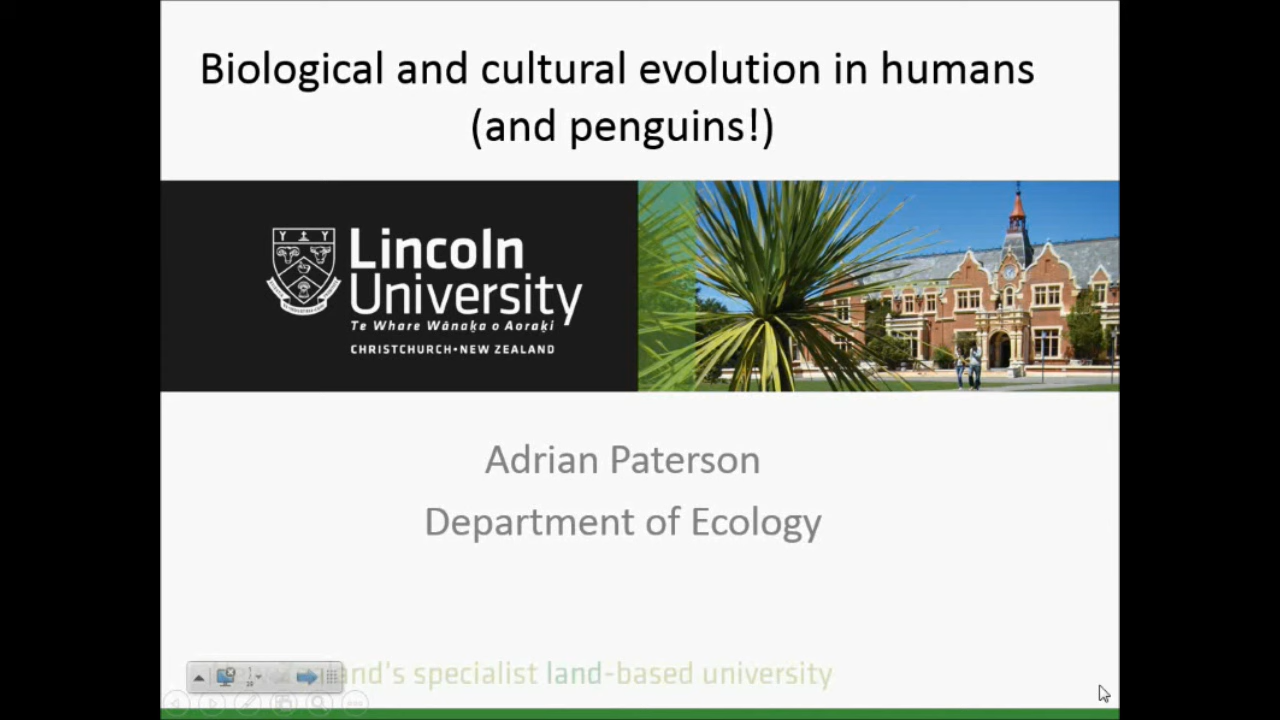 Biological and cultural evolution in humans
(and penguins!)
Lincoln
University
Te Whare Wānaka o Aoraki
CHRISTCHURCH•NEW ZEALAND
Adrian Paterson
Department of Ecology
and's specialist land-based university